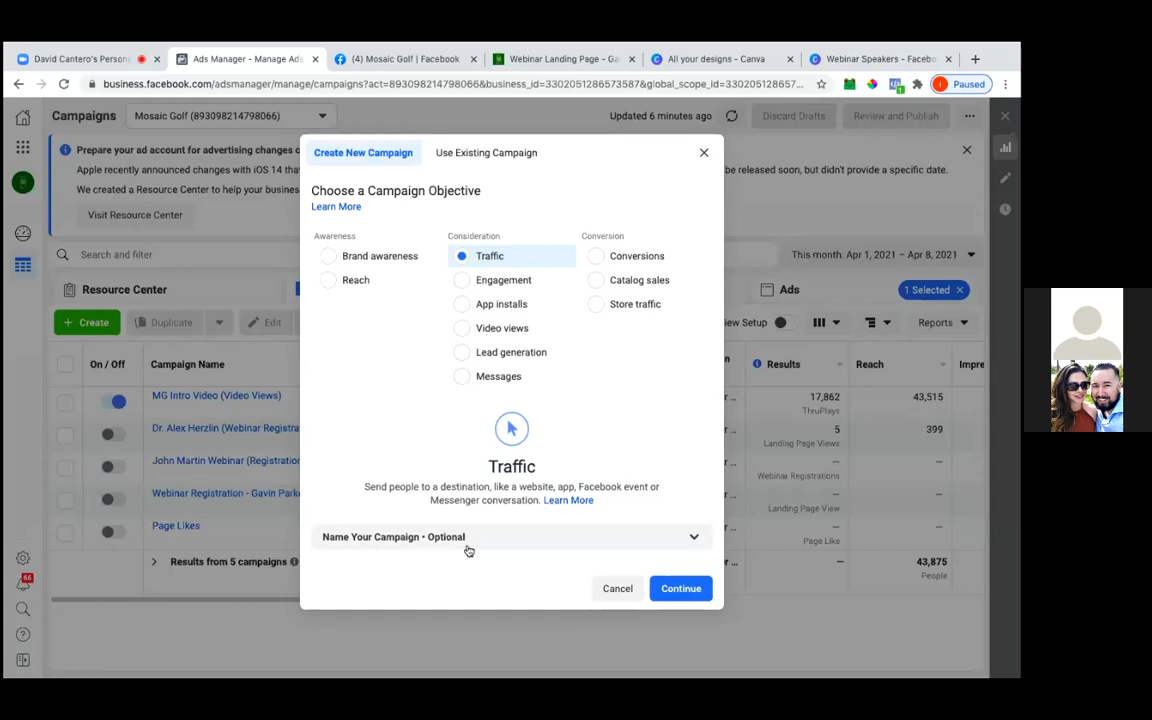 David Cantero's Person
Ads Manager - Manage Ads
(4) Mosaic Golf | Facebook
Webinar Landing Page - Ga
All your designs - Canva
Webinar Speakers - Facebo
business.facebook.com/adsmanager/manage/campaigns?act=893098214798066&business_id=3302051286573587&global_scope_id=330205128657...
Paused
Campaigns
Mosaic Golf (893098214798066)
Updated 6 minutes ago
Discard Drafts
Review and Publish
Prepare your ad account for advertising changes
Apple recently announced changes with iOS 14 that
be released soon, but didn't provide a specific date.
We created a Resource Center to help your busines
Visit Resource Center
Search and filter
This month: Apr 1, 2021 – Apr 8, 2021
Resource Center
Ads
1 Selected
+ Create
Duplicate
Edit
iew Setup
Reports
On / Off
Campaign Name
Results
Reach
Impre
MG Intro Video (Video Views)
17,862
43,515
ThruPlays
Dr. Alex Herzlin (Webinar Registra
5
399
Landing Page Views
John Martin Webinar (Registration
—
—
Webinar Registrations
Webinar Registration - Gavin Parke
—
—
Landing Page View
Page Likes
—
—
Page Like
Results from 5 campaigns
—
43,875
People
66
Create New Campaign
Use Existing Campaign
Choose a Campaign Objective
Learn More
Awareness
Consideration
Conversion
Brand awareness
Traffic
Conversions
Reach
Engagement
Catalog sales
App installs
Store traffic
Video views
Lead generation
Messages
Traffic
Send people to a destination, like a website, app, Facebook event or
Messenger conversation. Learn More
Name Your Campaign • Optional
Cancel
Continue